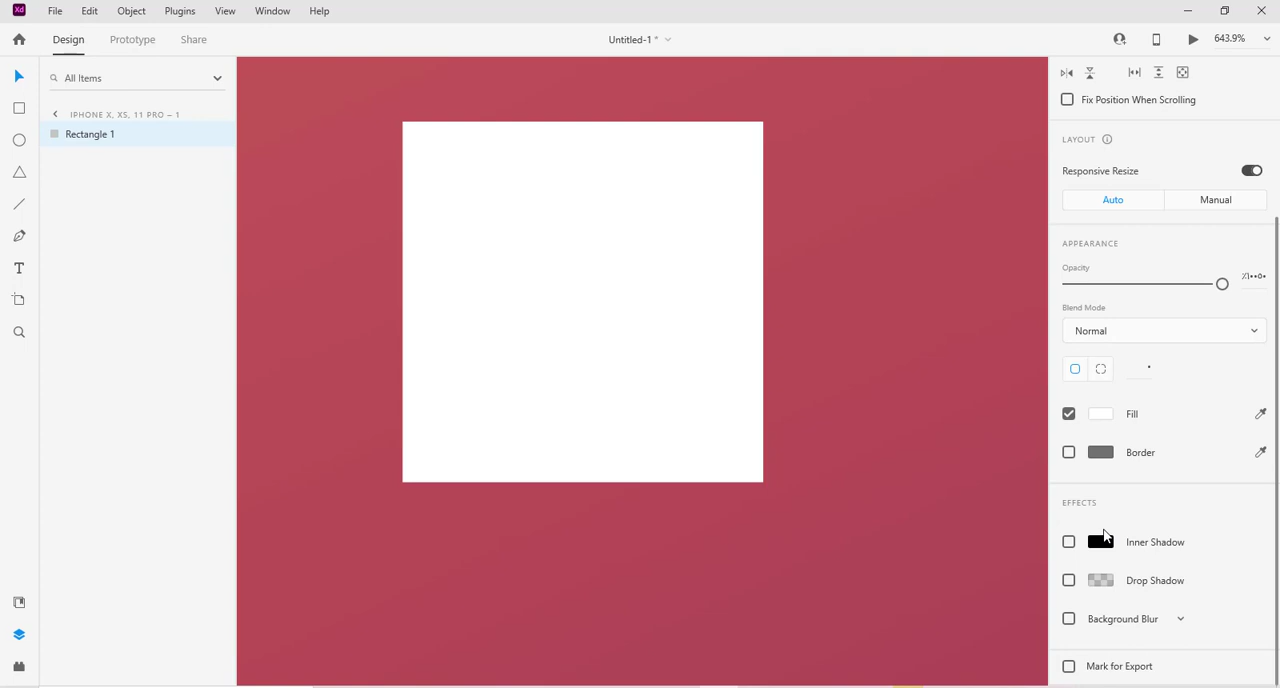 Xd File Edit Object Plugins View Window Help
Design Prototype Share Untitled-1 * 643.9%
All Items
IPHONE X, XS, 11 PRO – 1
Rectangle 1
Fix Position When Scrolling
LAYOUT
Responsive Resize
Auto Manual
APPEARANCE
Opacity
Blend Mode
Normal
Fill
Border
EFFECTS
Inner Shadow
Drop Shadow
Background Blur
Mark for Export
T